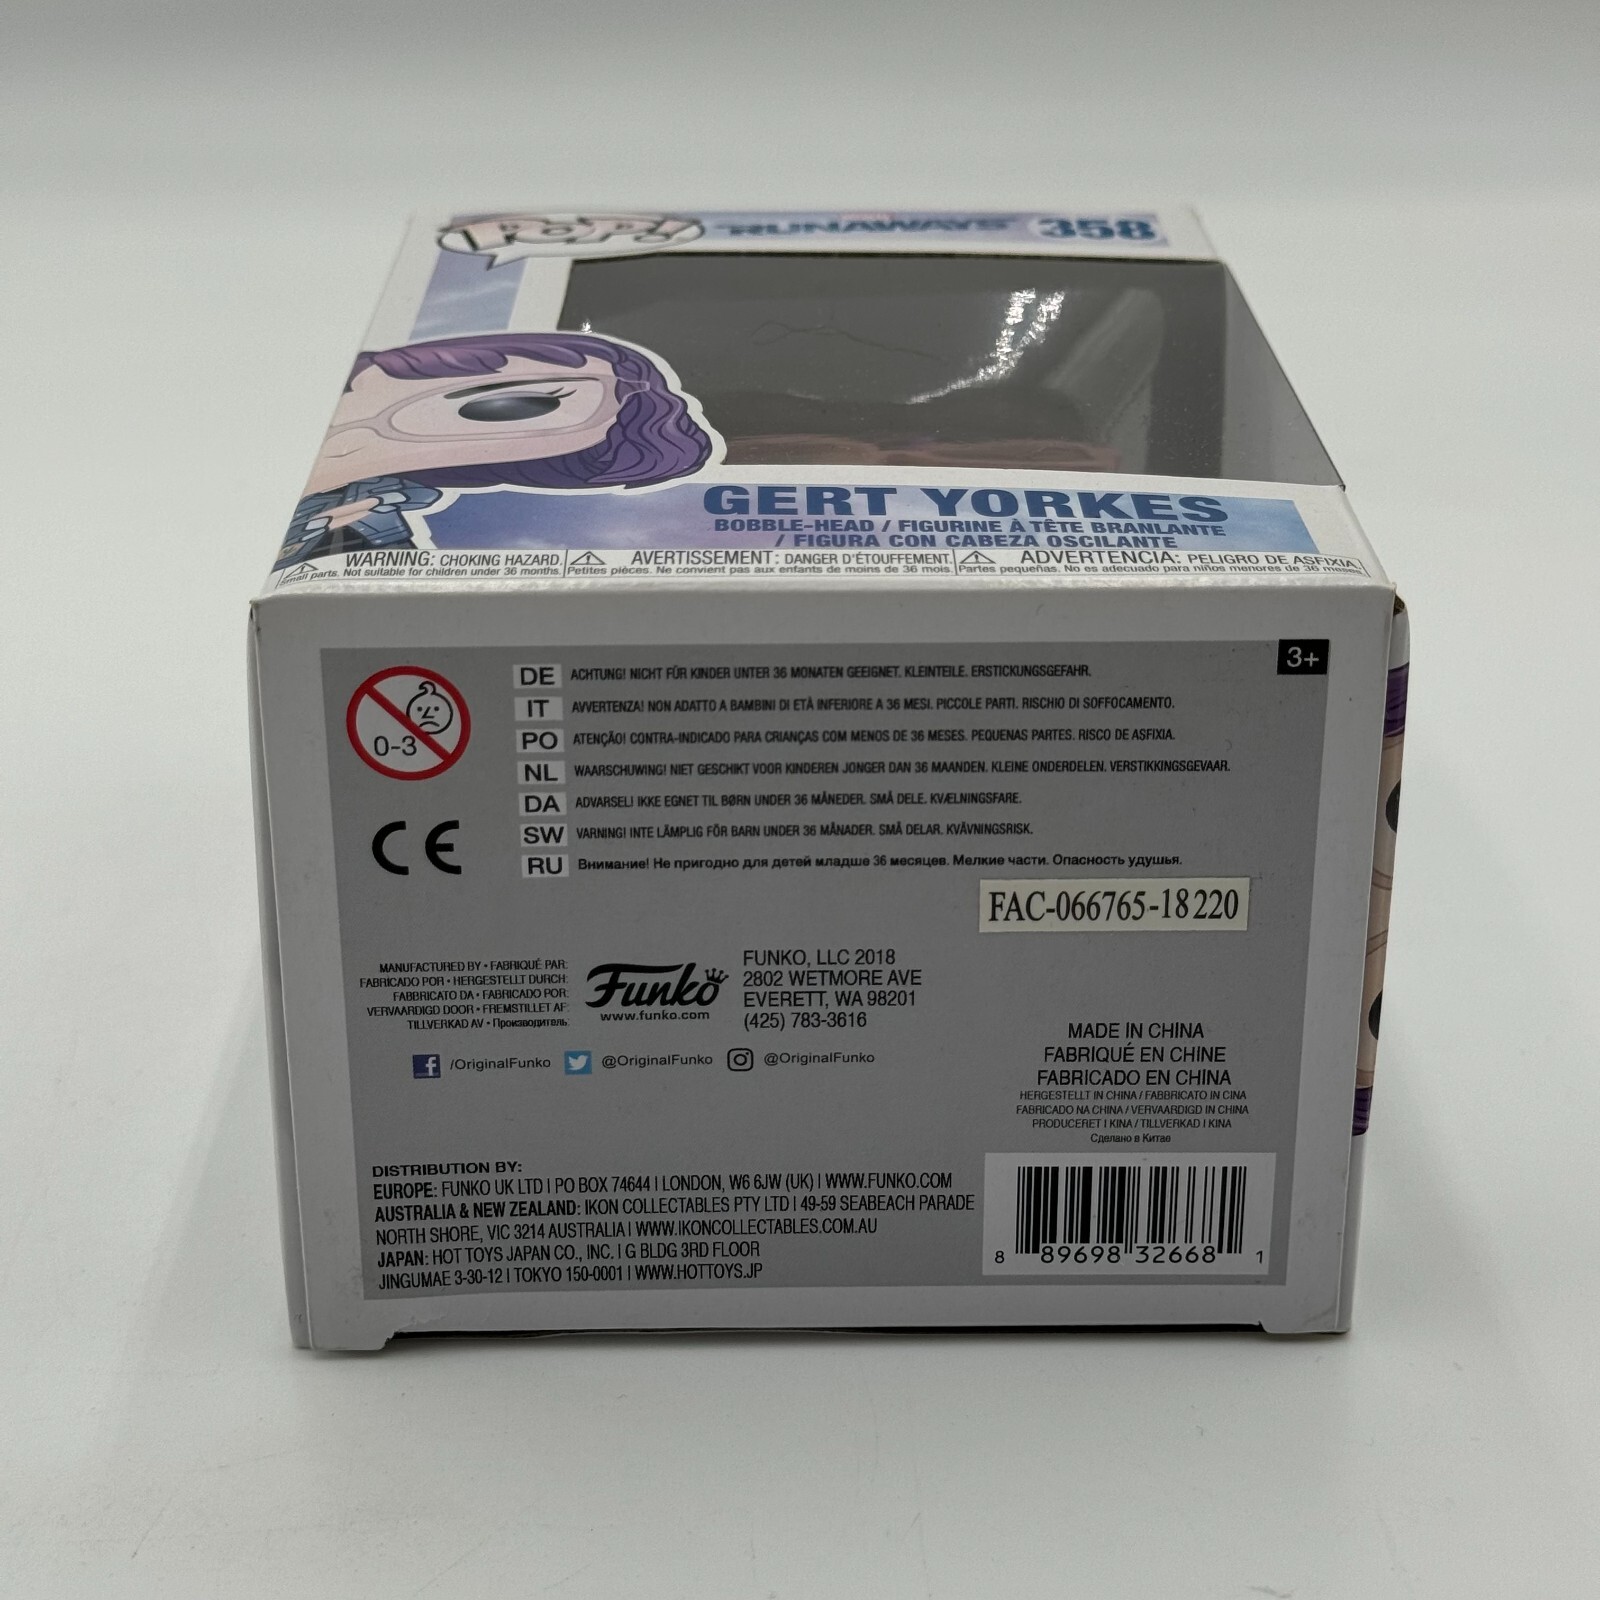 POP!
RUNAWAYS
358
GERT YORKES
BOBBLE-HEAD / FIGURINE À TÊTE BRANLANTE
/ FIGURA CON CABEZA OSCILANTE
WARNING: CHOKING HAZARD.
Small parts. Not suitable for children under 36 months.
AVERTISSEMENT: DANGER D'ÉTOUFFEMENT.
Petites pièces. Ne convient pas aux enfants de moins de 36 mois.
ADVERTENCIA: PELIGRO DE ASFIXIA.
Partes pequeñas. No es adecuado para niños menores de 36 meses.
3+
0-3
DE ACHTUNG! NICHT FÜR KINDER UNTER 36 MONATEN GEEIGNET. KLEINTEILE. ERSTICKUNGSGEFAHR.
IT AVVERTENZA! NON ADATTO A BAMBINI DI ETÀ INFERIORE A 36 MESI. PICCOLE PARTI. RISCHIO DI SOFFOCAMENTO.
PO ATENÇÃO! CONTRA-INDICADO PARA CRIANÇAS COM MENOS DE 36 MESES. PEQUENAS PARTES. RISCO DE ASFIXIA.
NL WAARSCHUWING! NIET GESCHIKT VOOR KINDEREN JONGER DAN 36 MAANDEN. KLEINE ONDERDELEN. VERSTIKKINGSGEVAAR.
DA ADVARSEL! IKKE EGNET TIL BØRN UNDER 36 MÅNEDER. SMÅ DELE. KVÆLNINGSFARE.
SW VARNING! INTE LÄMPLIG FÖR BARN UNDER 36 MÅNADER. SMÅ DELAR. KVÄVNINGSRISK.
RU Внимание! Не пригодно для детей младше 36 месяцев. Мелкие части. Опасность удушья.
CE
FAC-066765-18220
MANUFACTURED BY • FABRIQUÉ PAR:
FABRICADO POR • HERGESTELLT DURCH:
FABBRICATO DA • FABRICADO POR:
VERVAARDIGD DOOR • FREMSTILLET AF:
TILLVERKAD AV • Производитель:
Funko
www.funko.com
FUNKO, LLC 2018
2802 WETMORE AVE
EVERETT, WA 98201
(425) 783-3616
f /OriginalFunko @OriginalFunko @OriginalFunko
MADE IN CHINA
FABRIQUÉ EN CHINE
FABRICADO EN CHINA
HERGESTELLT IN CHINA / FABBRICATO IN CINA
FABRICADO NA CHINA / VERVAARDIGD IN CHINA
PRODUCERET I KINA / TILLVERKAD I KINA
Сделано в Китае
DISTRIBUTION BY:
EUROPE: FUNKO UK LTD | PO BOX 74644 | LONDON, W6 6JW (UK) | WWW.FUNKO.COM
AUSTRALIA & NEW ZEALAND: IKON COLLECTABLES PTY LTD | 49-59 SEABEACH PARADE
NORTH SHORE, VIC 3214 AUSTRALIA | WWW.IKONCOLLECTABLES.COM.AU
JAPAN: HOT TOYS JAPAN CO., INC. | G BLDG 3RD FLOOR
JINGUMAE 3-30-12 | TOKYO 150-0001 | WWW.HOTTOYS.JP
8 89698 32668 1